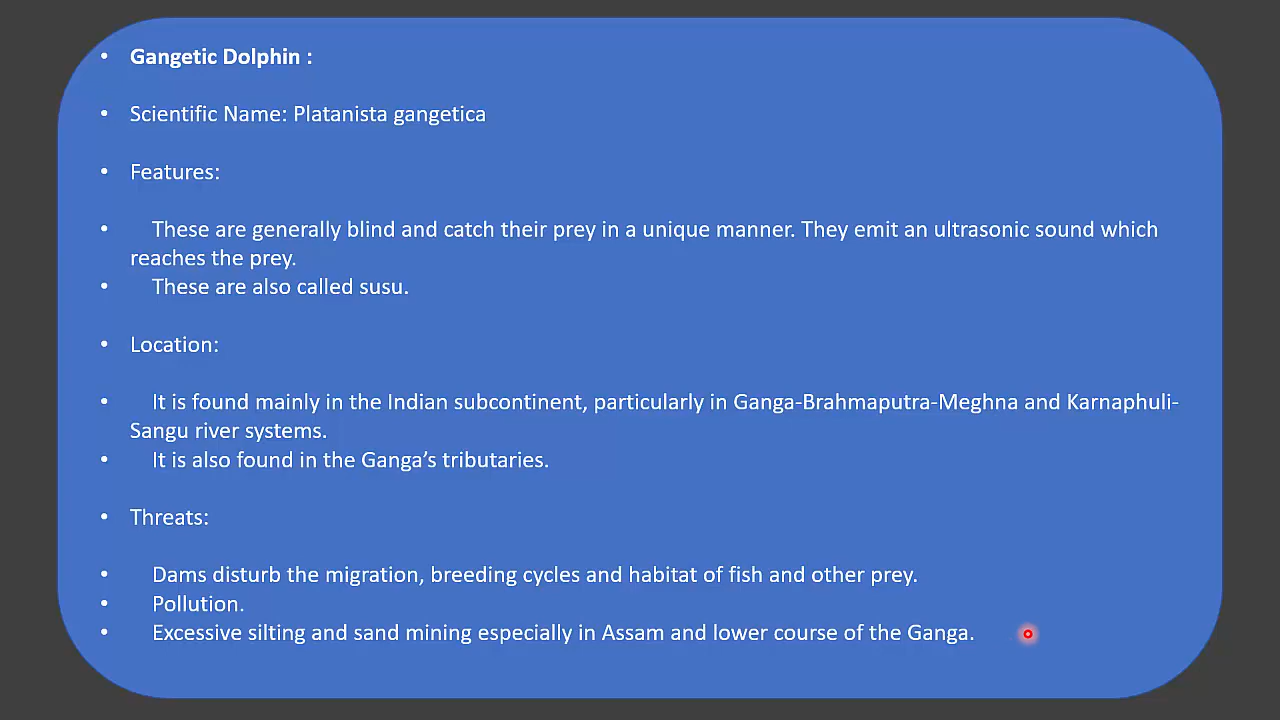 • Gangetic Dolphin :
• Scientific Name: Platanista gangetica
• Features:
• These are generally blind and catch their prey in a unique manner. They emit an ultrasonic sound which
reaches the prey.
• These are also called susu.
• Location:
• It is found mainly in the Indian subcontinent, particularly in Ganga-Brahmaputra-Meghna and Karnaphuli-
Sangu river systems.
• It is also found in the Ganga’s tributaries.
• Threats:
• Dams disturb the migration, breeding cycles and habitat of fish and other prey.
• Pollution.
• Excessive silting and sand mining especially in Assam and lower course of the Ganga.